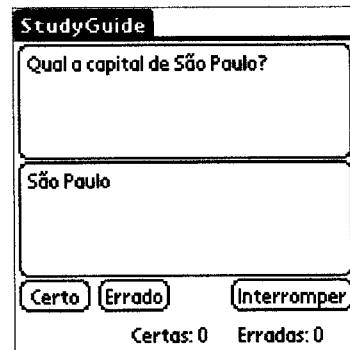 StudyGuide
Qual a capital de São Paulo?
São Paulo
Certo Errado Interromper
Certas: 0 Erradas: 0